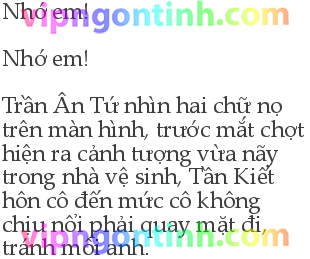 Nhớ em!
vipngontinh.com
Nhớ em!
Trần Ân Tứ nhìn hai chữ nọ
trên màn hình, trước mắt chợt
hiện ra cảnh tượng vừa nãy
trong nhà vệ sinh, Tần Kiết
hôn cô đến mức cô không
chịu nổi phải quay mặt đi,
vipngontinh.com
tránh môi anh.